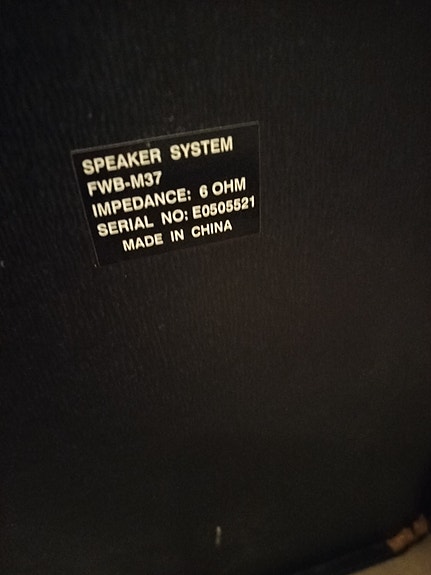 SPEAKER SYSTEM
FWB-M37
IMPEDANCE: 6 OHM
SERIAL NO: E0505521
MADE IN CHINA